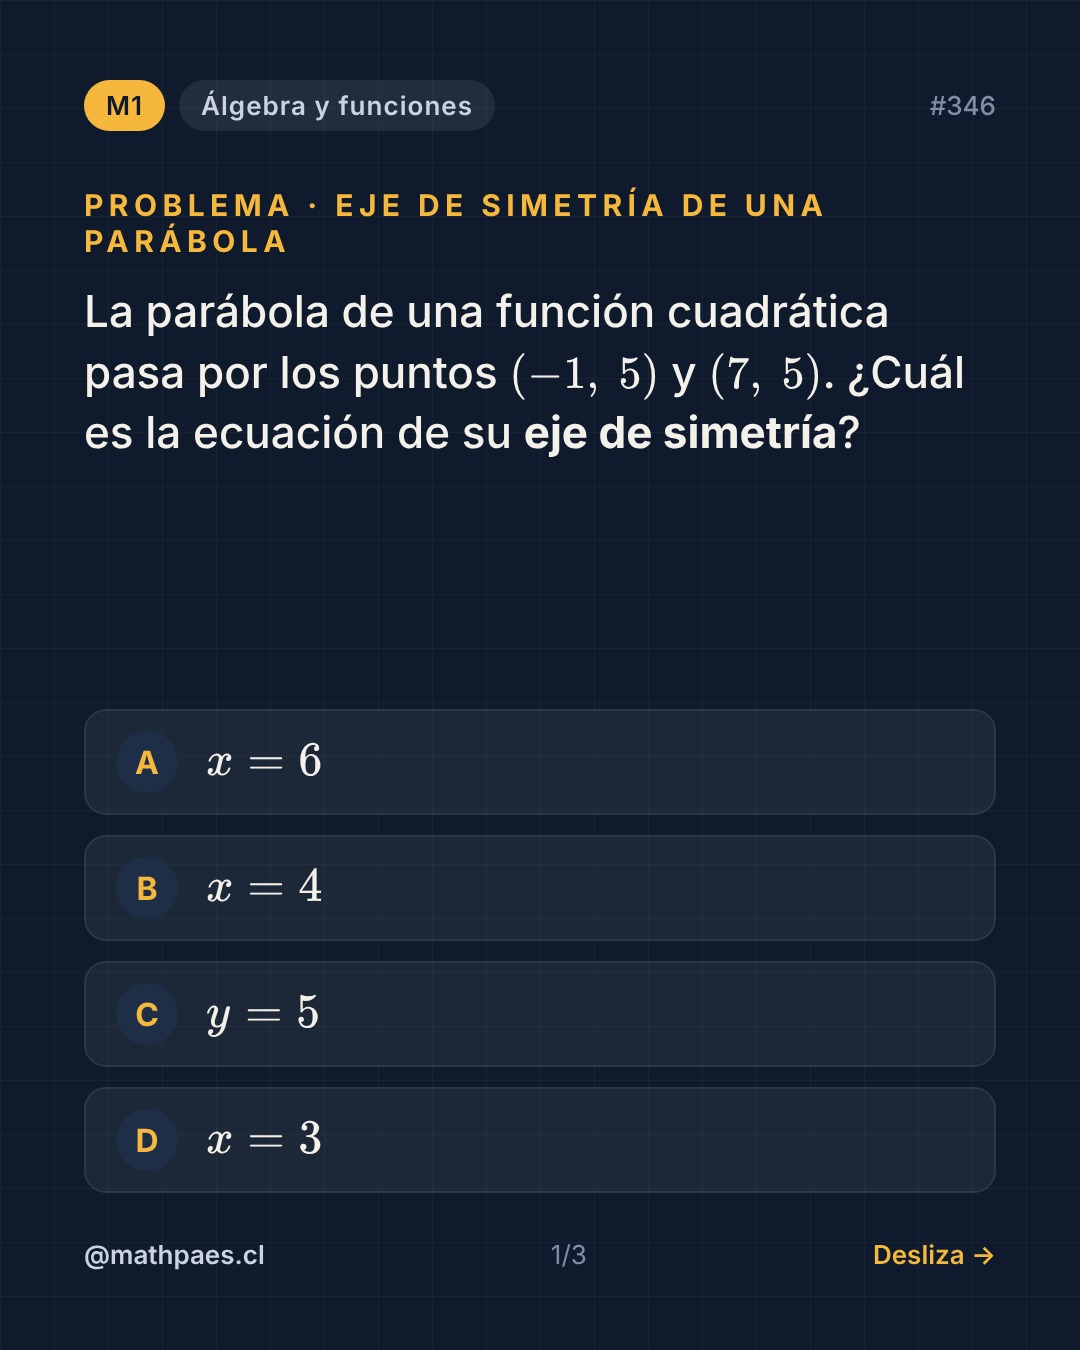 M1 Álgebra y funciones #346
PROBLEMA · EJE DE SIMETRÍA DE UNA
PARÁBOLA
La parábola de una función cuadrática
pasa por los puntos (−1, 5) y (7, 5). ¿Cuál
es la ecuación de su eje de simetría?
A x = 6
B x = 4
C y = 5
D x = 3
@mathpaes.cl 1/3 Desliza →